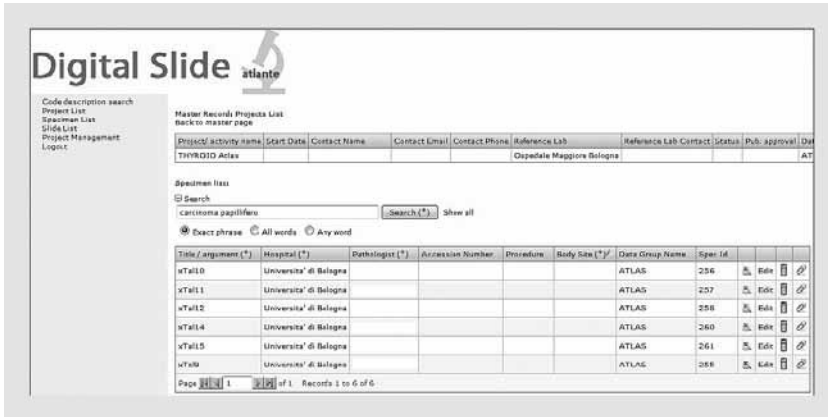 Digital Slide atlante
Code description search
Project List
Specimen List
Slide List
Project Management
Logout
Master Record: Projects List
Back to master page
Project/ activity name Start Date Contact Name Contact Email Contact Phone Reference Lab Reference Lab Contact Status Pub. approval Dat
THYROID Atlas Ospedale Maggiore Bologna AT
Specimen list:
Search
carcinoma papillifero Search (*) Show all
Exact phrase All words Any word
Title / argument (*) Hospital (*) Pathologist (*) Accession Number Procedure Body Site (*) Data Group Name Spec Id
xTal10 Universita' di Bologna ATLAS 256 Edit
xTal11 Universita' di Bologna ATLAS 257 Edit
xTal12 Universita' di Bologna ATLAS 258 Edit
xTal14 Universita' di Bologna ATLAS 260 Edit
xTal15 Universita' di Bologna ATLAS 261 Edit
Universita' di Bologna ATLAS Edit
Page 1 of 1 Records 1 to 6 of 6